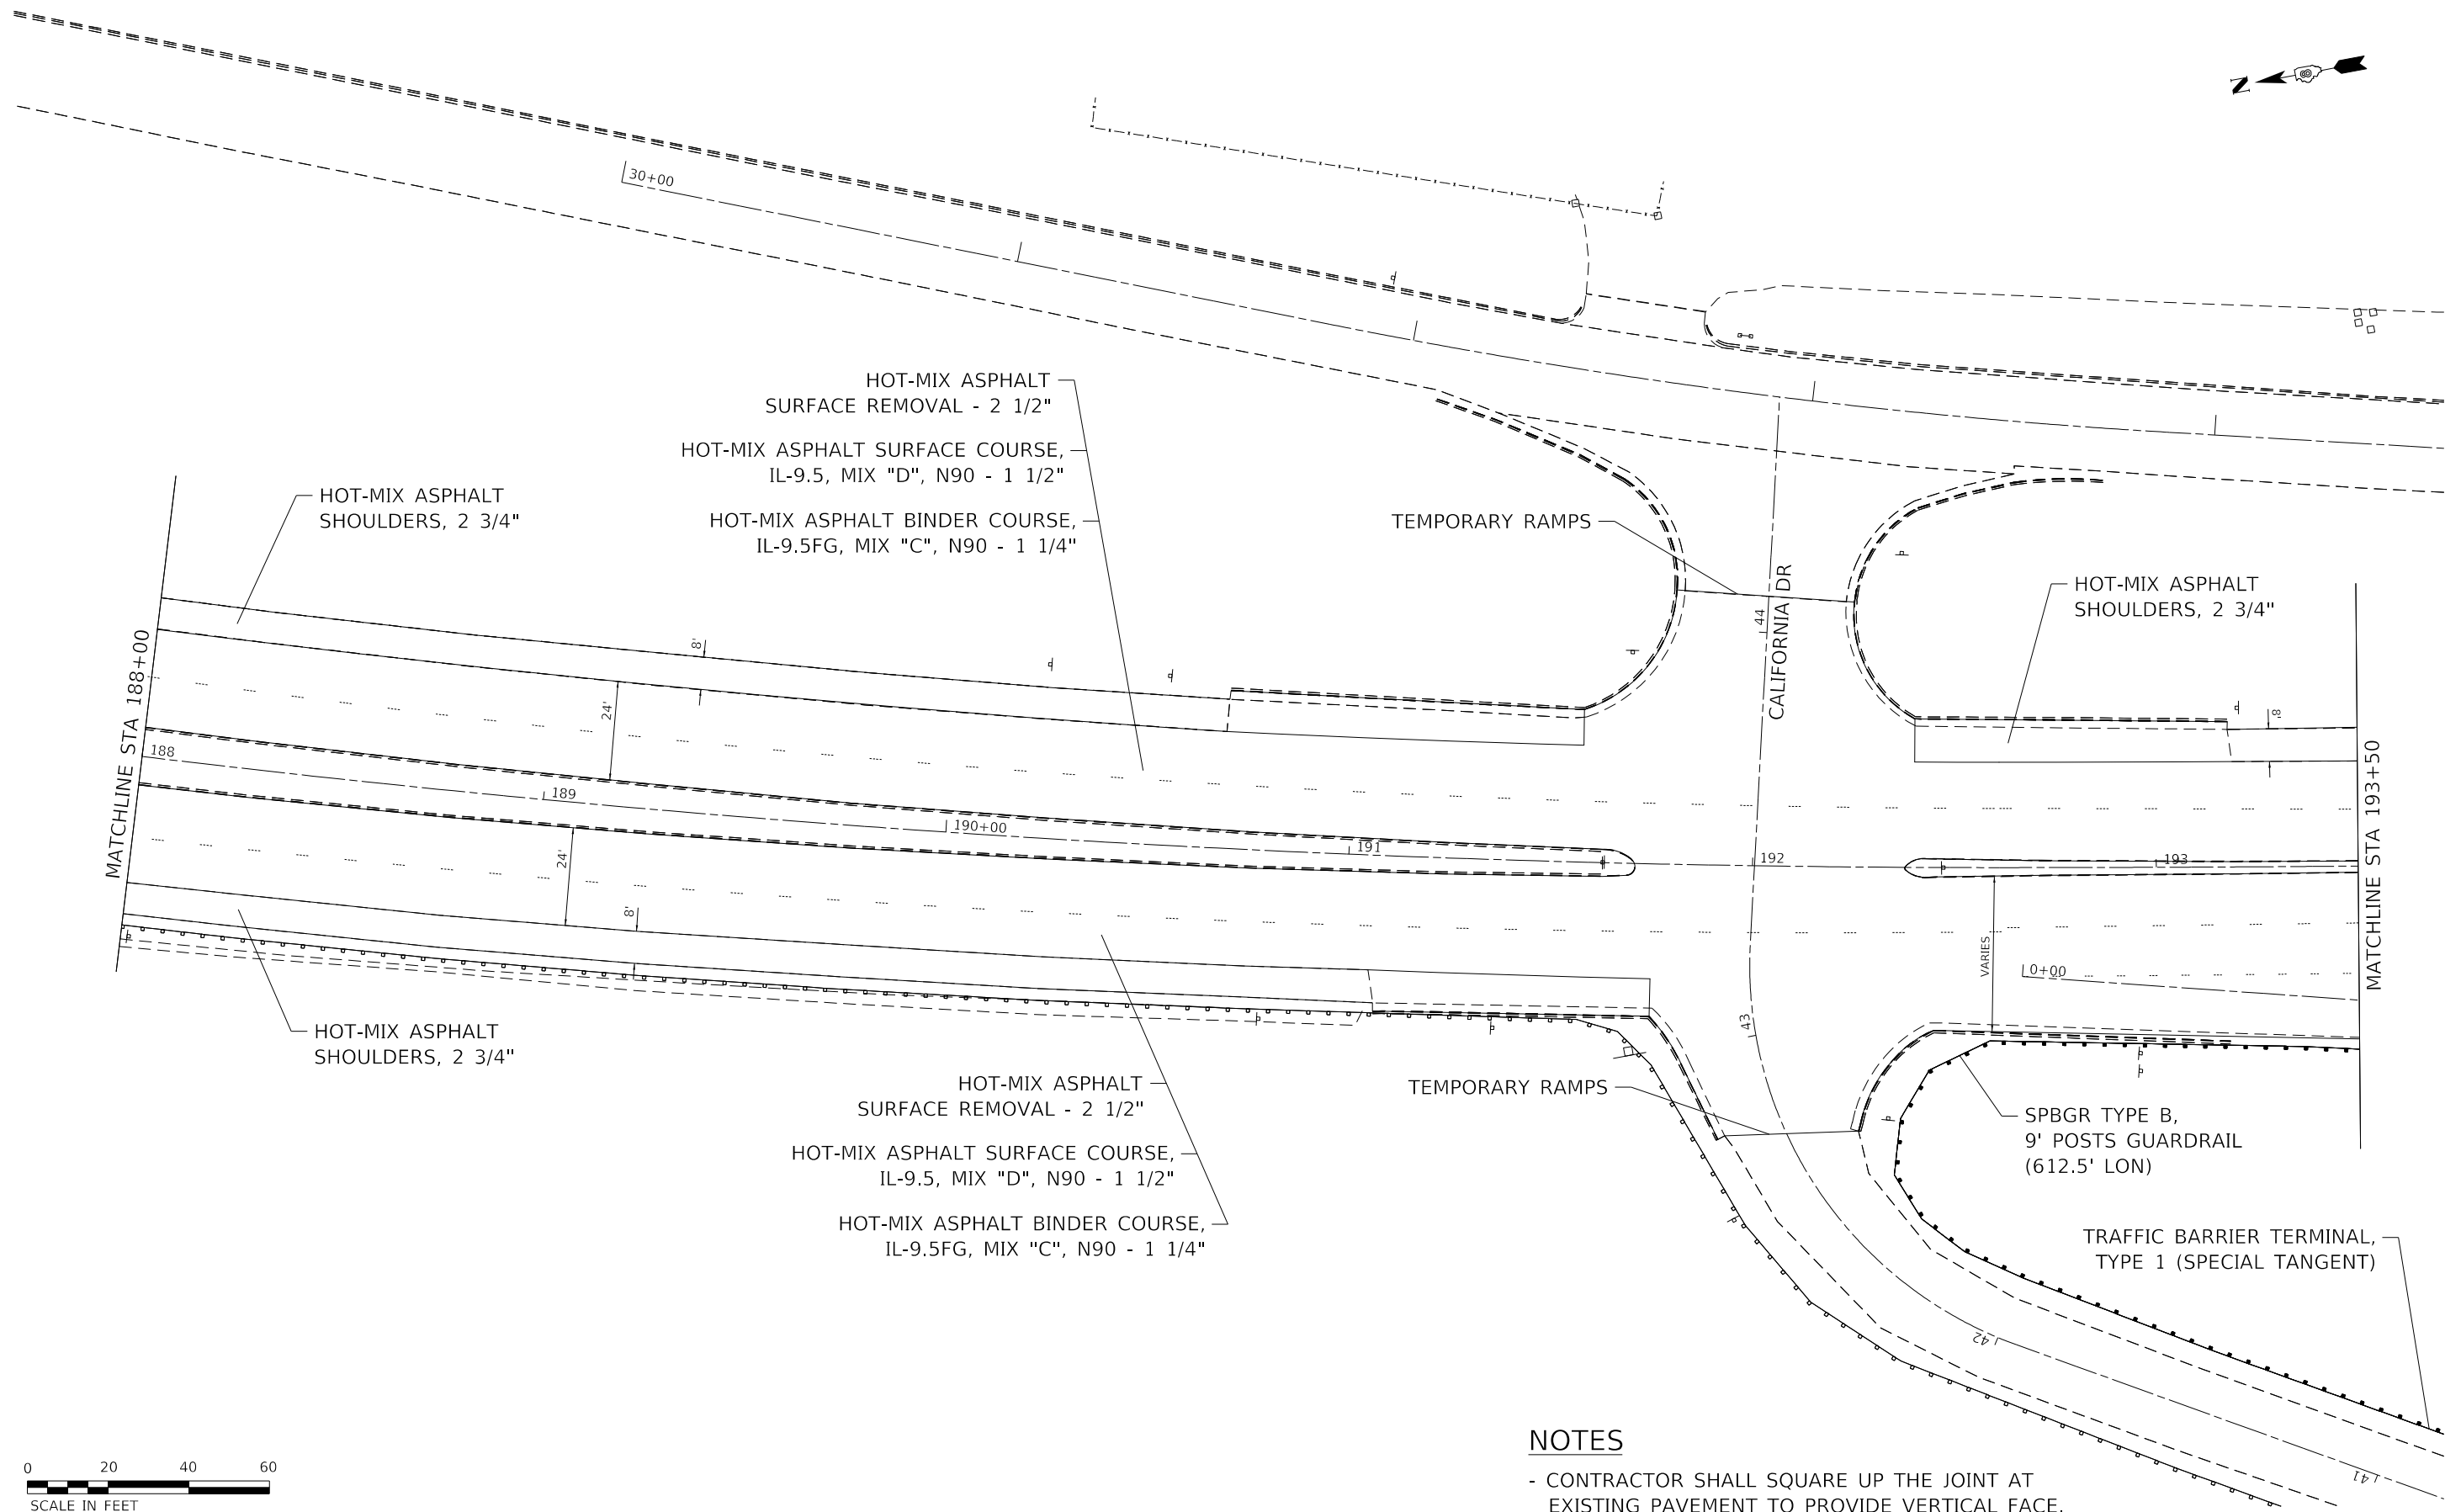 N
30+00
HOT-MIX ASPHALT
SURFACE REMOVAL - 2 1/2"
HOT-MIX ASPHALT SURFACE COURSE,
IL-9.5, MIX "D", N90 - 1 1/2"
HOT-MIX ASPHALT BINDER COURSE,
IL-9.5FG, MIX "C", N90 - 1 1/4"
HOT-MIX ASPHALT
SHOULDERS, 2 3/4"
TEMPORARY RAMPS
HOT-MIX ASPHALT
SHOULDERS, 2 3/4"
MATCHLINE STA 188+00
8'
24'
44
CALIFORNIA DR
8'
188
189
190+00
191
192
193
MATCHLINE STA 193+50
24'
8'
VARIES
0+00
43
HOT-MIX ASPHALT
SHOULDERS, 2 3/4"
HOT-MIX ASPHALT
SURFACE REMOVAL - 2 1/2"
HOT-MIX ASPHALT SURFACE COURSE,
IL-9.5, MIX "D", N90 - 1 1/2"
HOT-MIX ASPHALT BINDER COURSE,
IL-9.5FG, MIX "C", N90 - 1 1/4"
TEMPORARY RAMPS
SPBGR TYPE B,
9' POSTS GUARDRAIL
(612.5' LON)
TRAFFIC BARRIER TERMINAL,
TYPE 1 (SPECIAL TANGENT)
42
41
0 20 40 60
SCALE IN FEET
NOTES
- CONTRACTOR SHALL SQUARE UP THE JOINT AT
EXISTING PAVEMENT TO PROVIDE VERTICAL FACE.